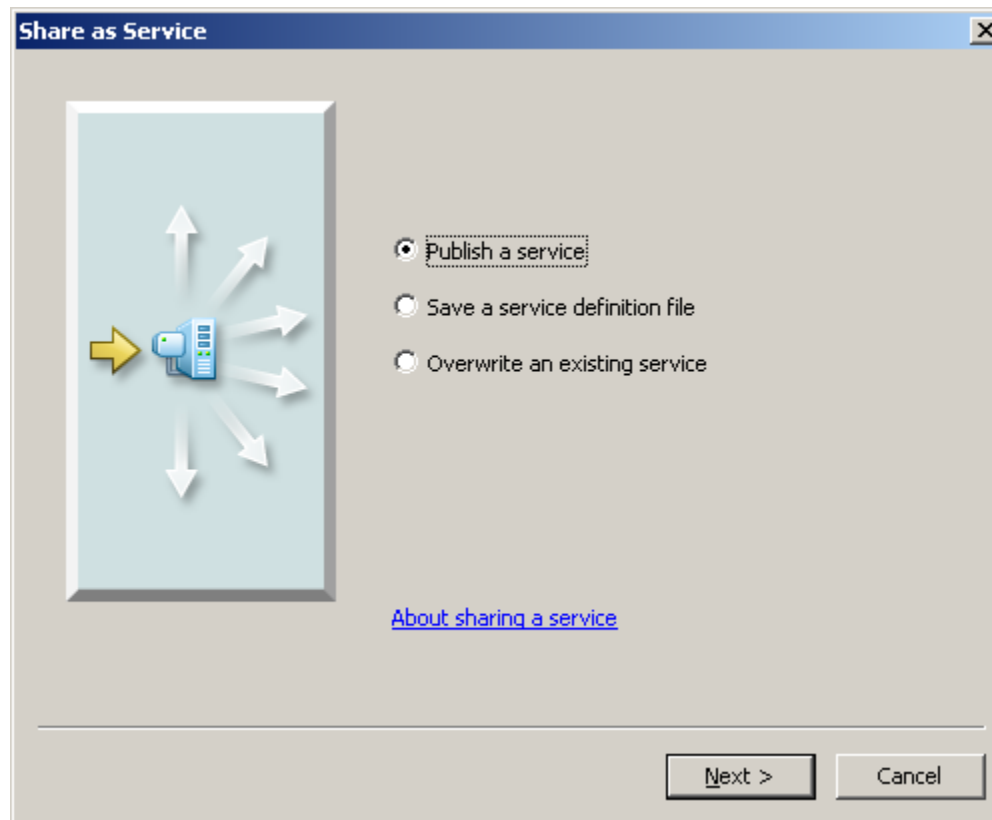 Share as Service
Publish a service
Save a service definition file
Overwrite an existing service
About sharing a service
Next >
Cancel